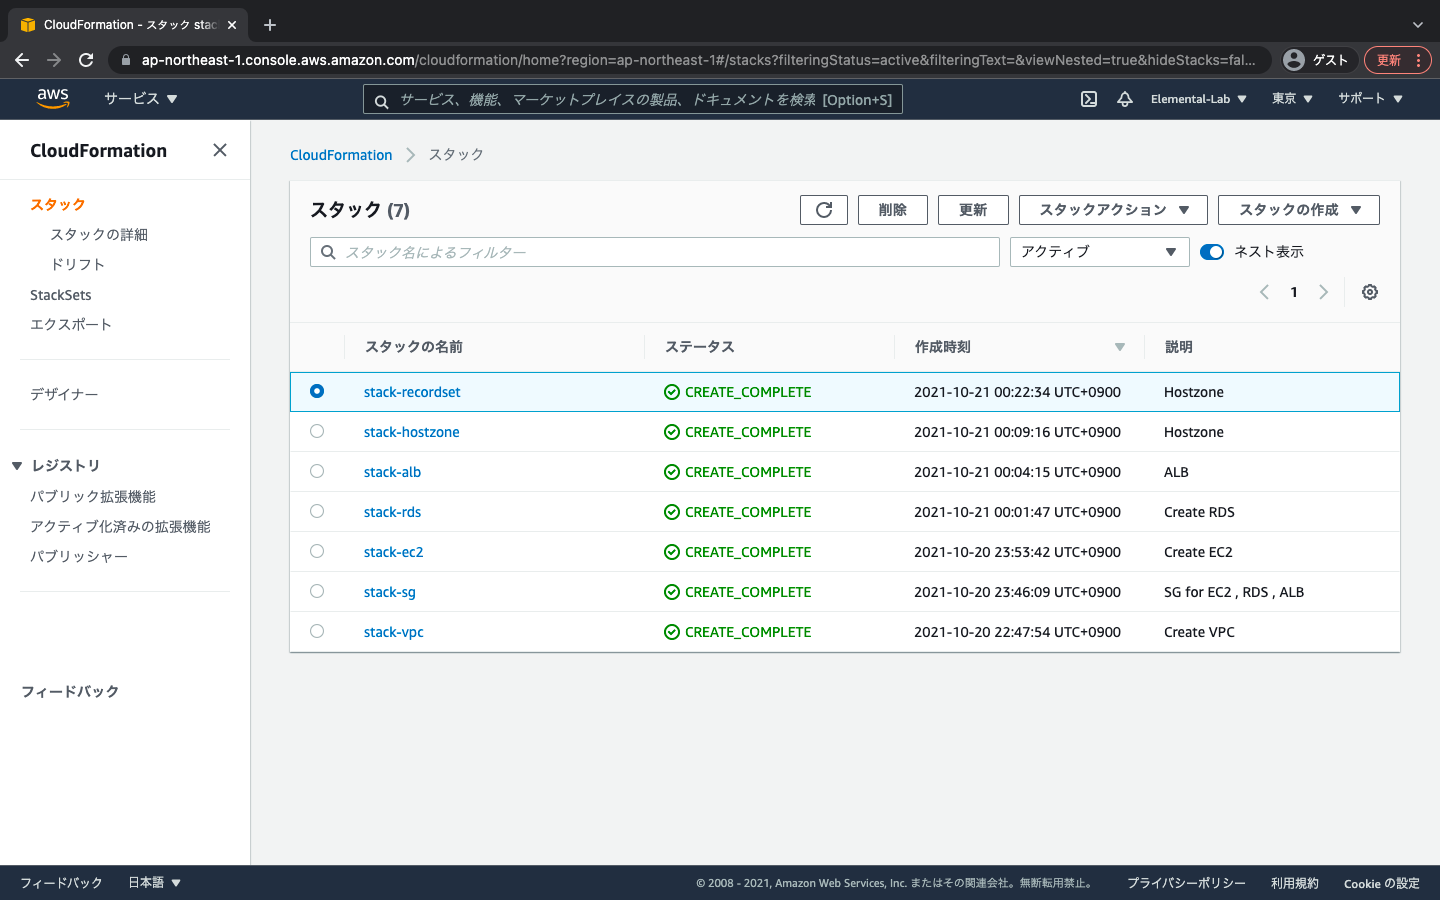 CloudFormation - スタック stac
ap-northeast-1.console.aws.amazon.com/cloudformation/home?region=ap-northeast-1#/stacks?filteringStatus=active&filteringText=&viewNested=true&hideStacks=fal...
ゲスト
更新
aws
サービス
サービス、機能、マーケットプレイスの製品、ドキュメントを検索 [Option+S]
Elemental-Lab
東京
サポート
CloudFormation
スタック
スタックの詳細
ドリフト
StackSets
エクスポート
デザイナー
レジストリ
パブリック拡張機能
アクティブ化済みの拡張機能
パブリッシャー
フィードバック
CloudFormation > スタック
スタック (7)
削除
更新
スタックアクション
スタックの作成
スタック名によるフィルター
アクティブ
ネスト表示
1
スタックの名前 ステータス 作成時刻 説明
stack-recordset CREATE_COMPLETE 2021-10-21 00:22:34 UTC+0900 Hostzone
stack-hostzone CREATE_COMPLETE 2021-10-21 00:09:16 UTC+0900 Hostzone
stack-alb CREATE_COMPLETE 2021-10-21 00:04:15 UTC+0900 ALB
stack-rds CREATE_COMPLETE 2021-10-21 00:01:47 UTC+0900 Create RDS
stack-ec2 CREATE_COMPLETE 2021-10-20 23:53:42 UTC+0900 Create EC2
stack-sg CREATE_COMPLETE 2021-10-20 23:46:09 UTC+0900 SG for EC2 , RDS , ALB
stack-vpc CREATE_COMPLETE 2021-10-20 22:47:54 UTC+0900 Create VPC
フィードバック
日本語
© 2008 - 2021, Amazon Web Services, Inc. またはその関連会社。無断転用禁止。
プライバシーポリシー
利用規約
Cookie の設定